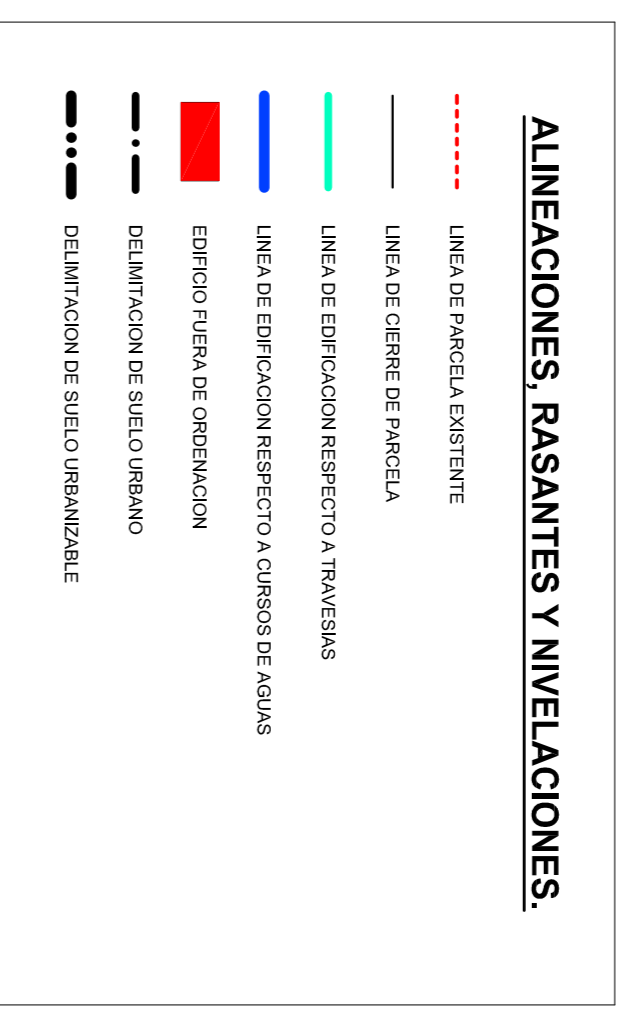 ALINEACIONES, RASANTES Y NIVELACIONES.
LINEA DE PARCELA EXISTENTE
LINEA DE CIERRE DE PARCELA
LINEA DE EDIFICACION RESPECTO A TRAVESIAS
LINEA DE EDIFICACION RESPECTO A CURSOS DE AGUAS
EDIFICIO FUERA DE ORDENACION
DELIMITACION DE SUELO URBANO
DELIMITACION DE SUELO URBANIZABLE